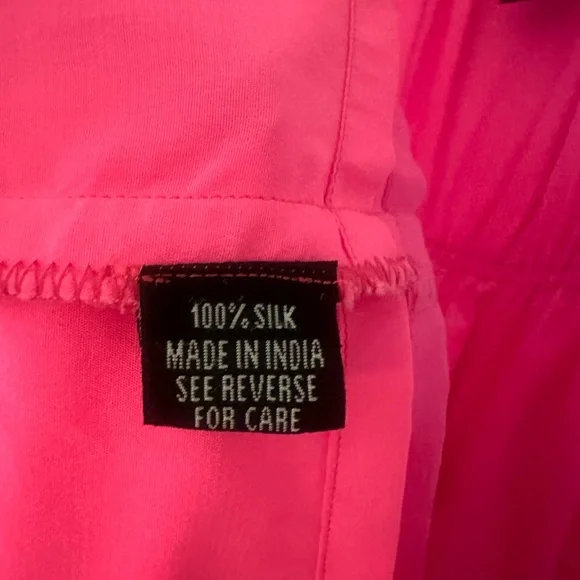 100% SILK
MADE IN INDIA
SEE REVERSE
FOR CARE